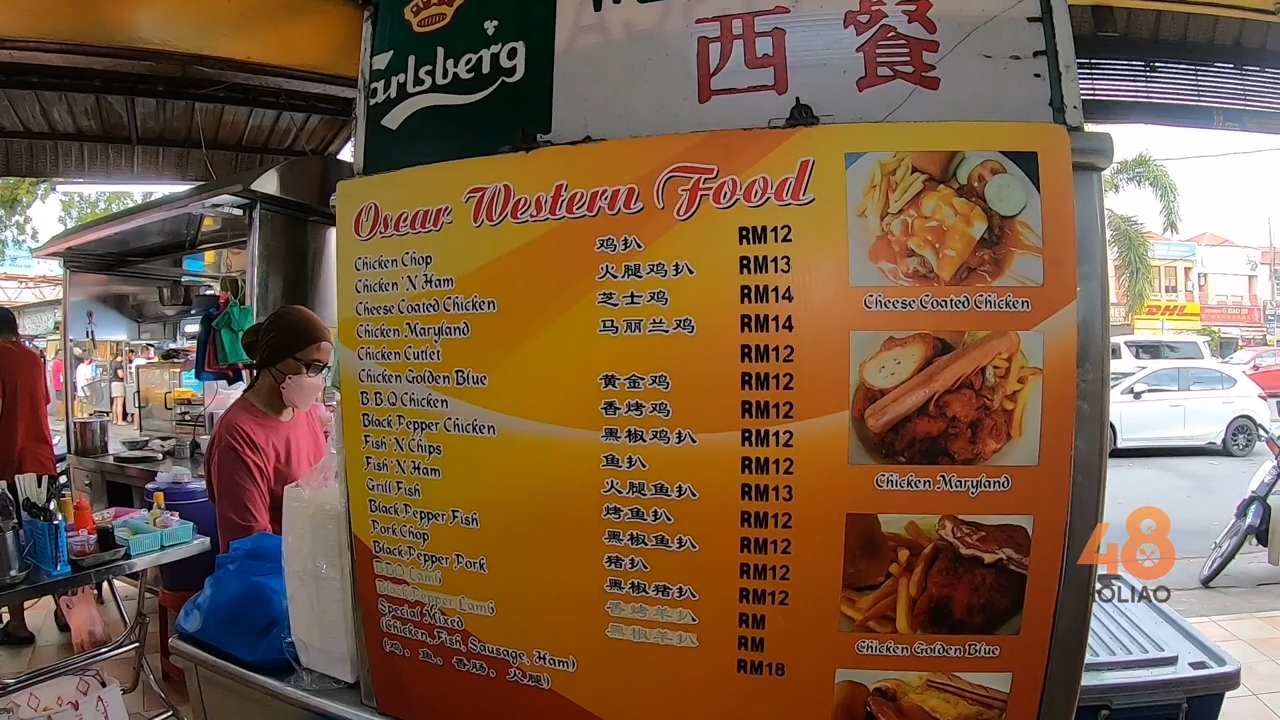 Carlsberg
西餐
Oscar Western Food
Chicken Chop 鸡扒 RM12
Chicken 'N Ham 火腿鸡扒 RM13
Cheese Coated Chicken 芝士鸡 RM14
Chicken Maryland 马丽兰鸡 RM14
Chicken Cutlet RM12
Chicken Golden Blue 黄金鸡 RM12
B.B.Q Chicken 香烤鸡 RM12
Black Pepper Chicken 黑椒鸡扒 RM12
Fish 'N Chips 鱼扒 RM12
Fish 'N Ham 火腿鱼扒 RM13
Grill Fish 烤鱼扒 RM12
Black Pepper Fish 黑椒鱼扒 RM12
Pork Chop 猪扒 RM12
Black Pepper Pork 黑椒猪扒 RM12
BBQ Lamb 香烤羊扒 RM
Black Pepper Lamb 黑椒羊扒 RM
Special Mixed RM18
(Chicken, Fish, Sausage, Ham)
(鸡、鱼、香肠、火腿)
Cheese Coated Chicken
Chicken Maryland
Chicken Golden Blue
DHL
48
OLIAO